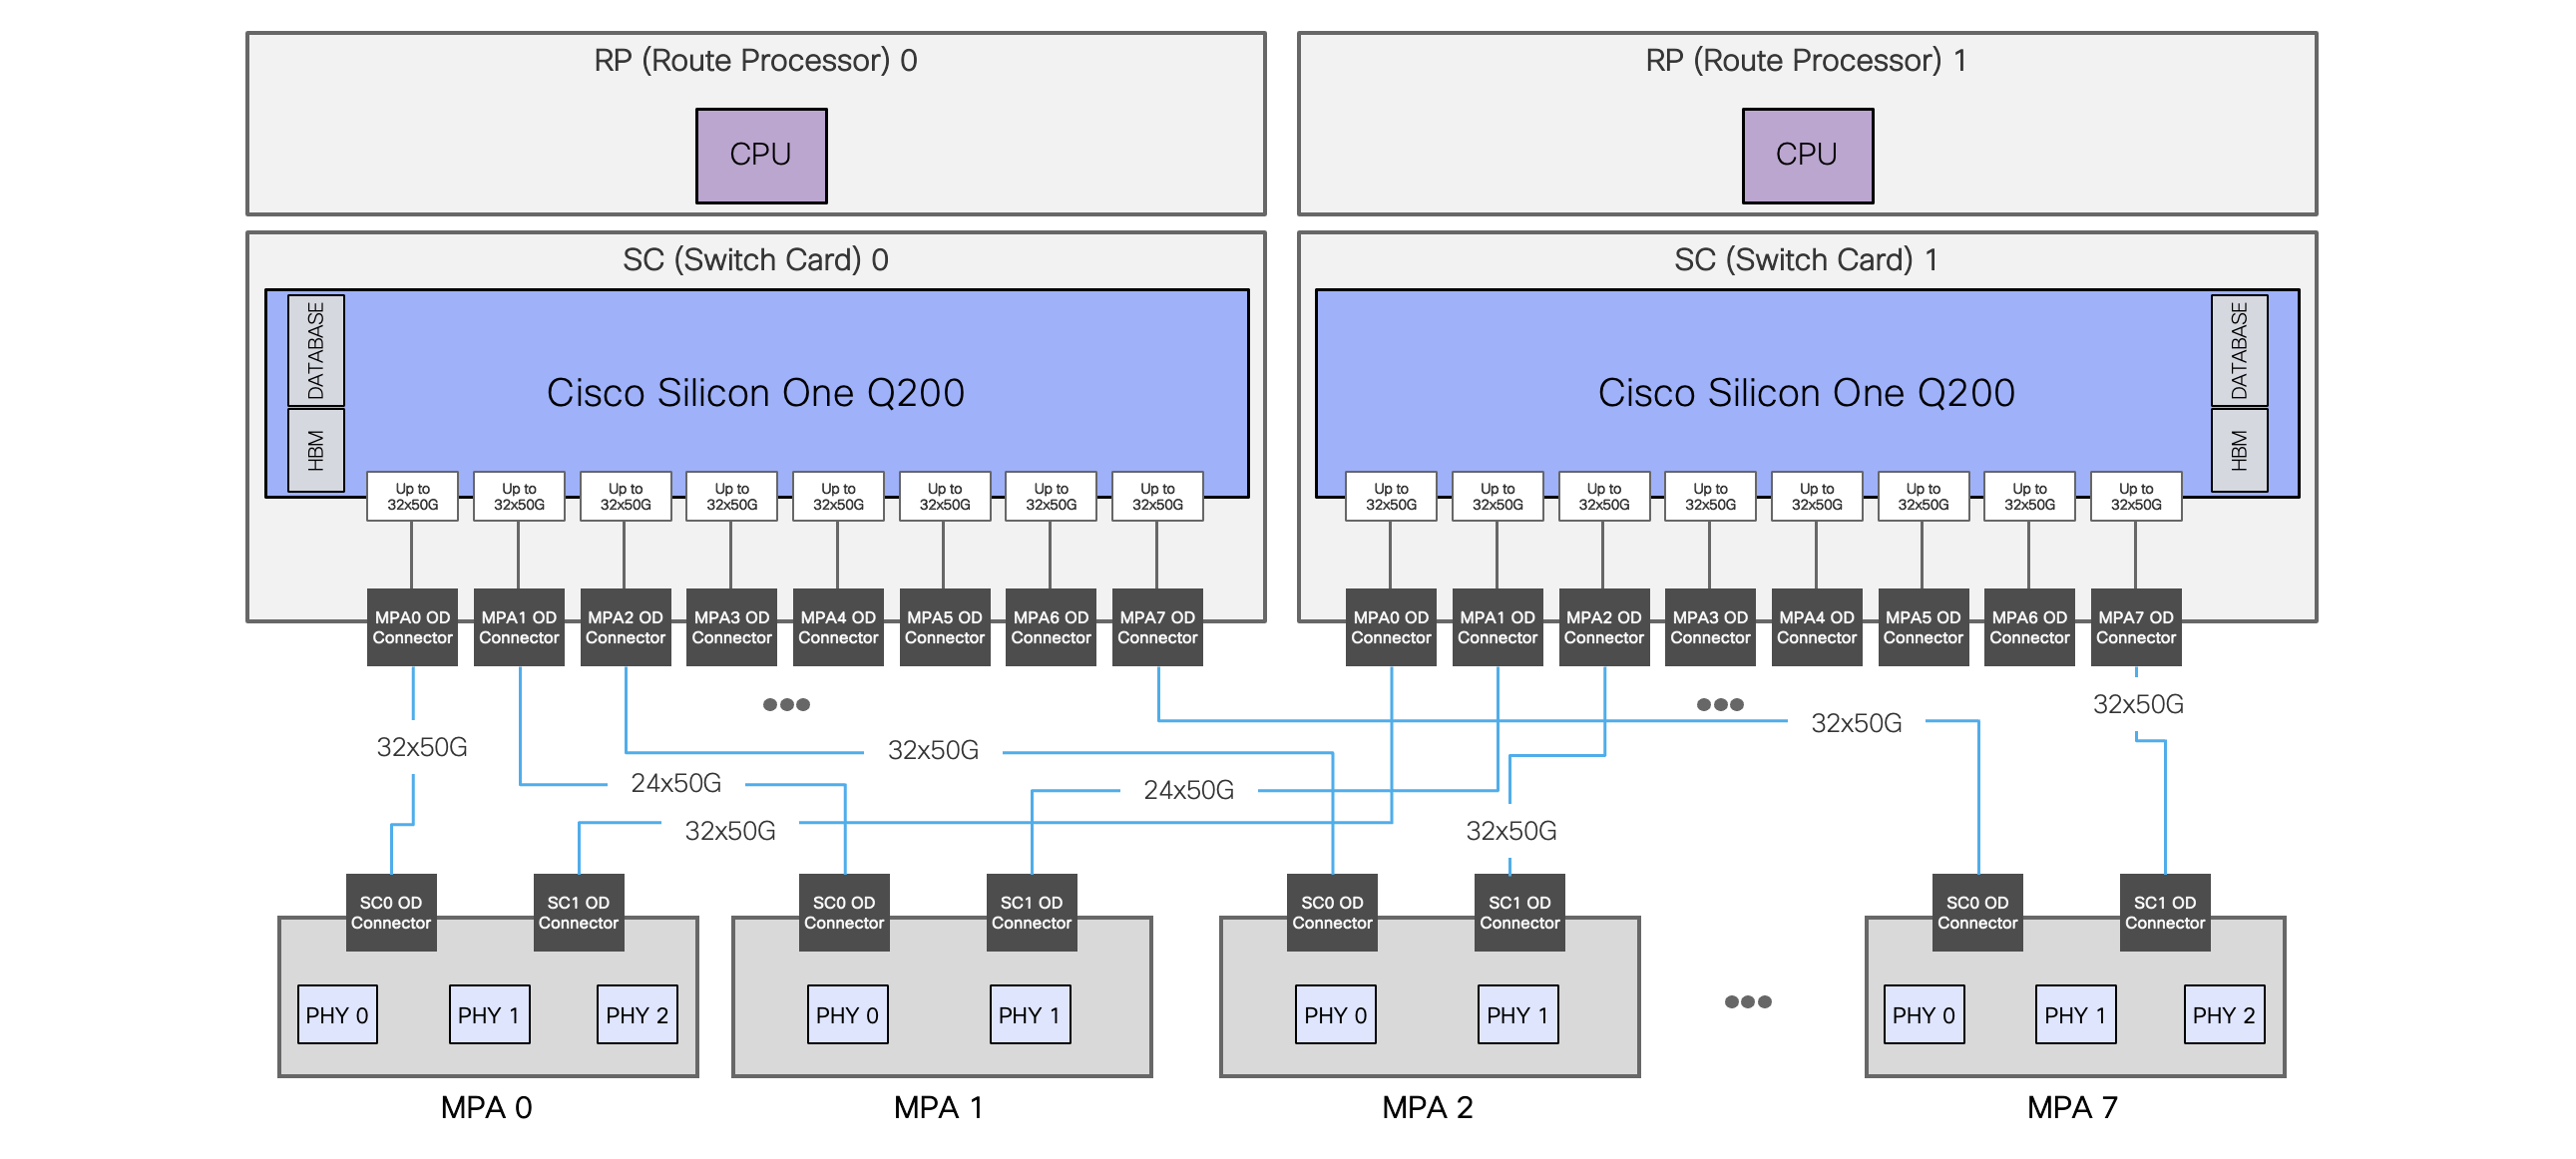 RP (Route Processor) 0
CPU
RP (Route Processor) 1
CPU
SC (Switch Card) 0
DATABASE
HBM
Cisco Silicon One Q200
Up to
32x50G
Up to
32x50G
Up to
32x50G
Up to
32x50G
Up to
32x50G
Up to
32x50G
Up to
32x50G
Up to
32x50G
MPA0 OD
Connector
MPA1 OD
Connector
MPA2 OD
Connector
MPA3 OD
Connector
MPA4 OD
Connector
MPA5 OD
Connector
MPA6 OD
Connector
MPA7 OD
Connector
SC (Switch Card) 1
DATABASE
HBM
Cisco Silicon One Q200
Up to
32x50G
Up to
32x50G
Up to
32x50G
Up to
32x50G
Up to
32x50G
Up to
32x50G
Up to
32x50G
Up to
32x50G
MPA0 OD
Connector
MPA1 OD
Connector
MPA2 OD
Connector
MPA3 OD
Connector
MPA4 OD
Connector
MPA5 OD
Connector
MPA6 OD
Connector
MPA7 OD
Connector
32x50G
32x50G
32x50G
32x50G
24x50G
24x50G
32x50G
32x50G
SC0 OD
Connector
SC1 OD
Connector
PHY 0
PHY 1
PHY 2
MPA 0
SC0 OD
Connector
SC1 OD
Connector
PHY 0
PHY 1
MPA 1
SC0 OD
Connector
SC1 OD
Connector
PHY 0
PHY 1
MPA 2
SC0 OD
Connector
SC1 OD
Connector
PHY 0
PHY 1
PHY 2
MPA 7